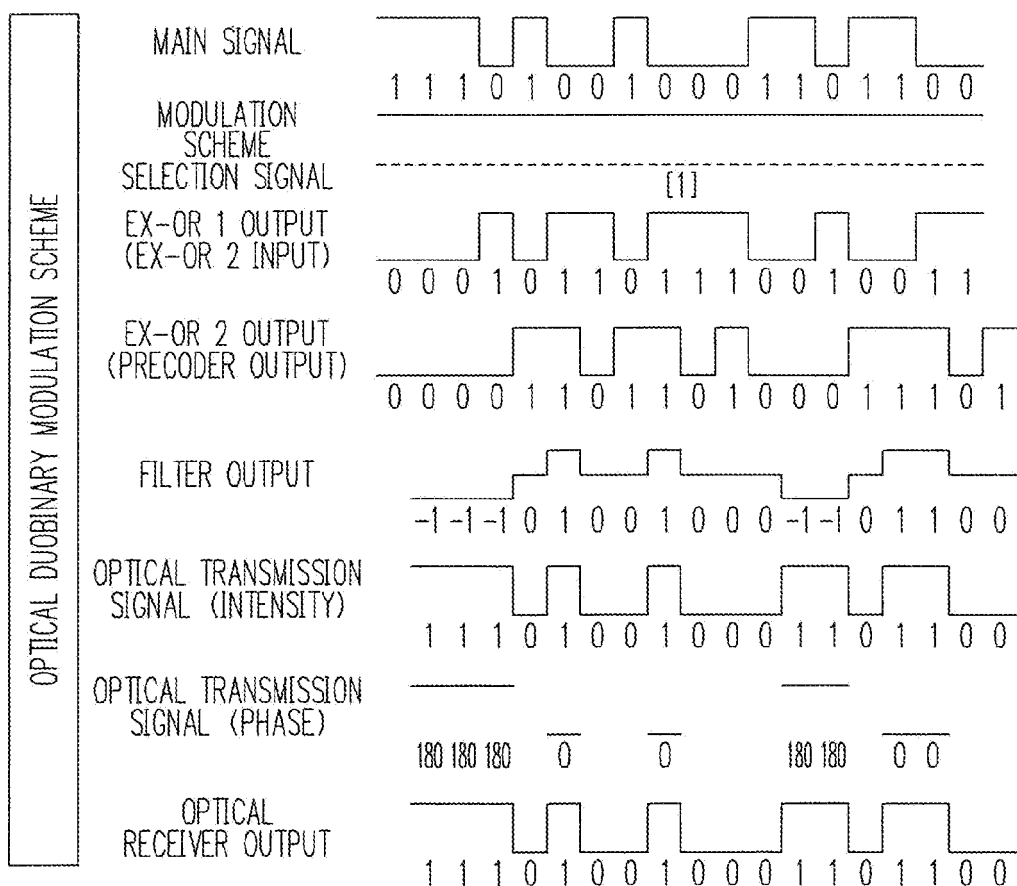 OPTICAL DUOBINARY MODULATION SCHEME
MAIN SIGNAL
1 1 1 0 1 0 0 1 0 0 0 1 1 0 1 1 0 0
MODULATION
SCHEME
SELECTION SIGNAL
[1]
EX-OR 1 OUTPUT
(EX-OR 2 INPUT)
0 0 0 1 0 1 1 0 1 1 1 0 0 1 0 0 1 1
EX-OR 2 OUTPUT
(PRECODER OUTPUT)
0 0 0 0 1 1 0 1 1 0 1 0 0 0 1 1 1 0 1
FILTER OUTPUT
-1 -1 -1 0 1 0 0 1 0 0 0 -1 -1 0 1 1 0 0
OPTICAL TRANSMISSION
SIGNAL (INTENSITY)
1 1 1 0 1 0 0 1 0 0 0 1 1 0 1 1 0 0
OPTICAL TRANSMISSION
SIGNAL (PHASE)
180 180 180 0 0 180 180 0 0
OPTICAL
RECEIVER OUTPUT
1 1 1 0 1 0 0 1 0 0 0 1 1 0 1 1 0 0